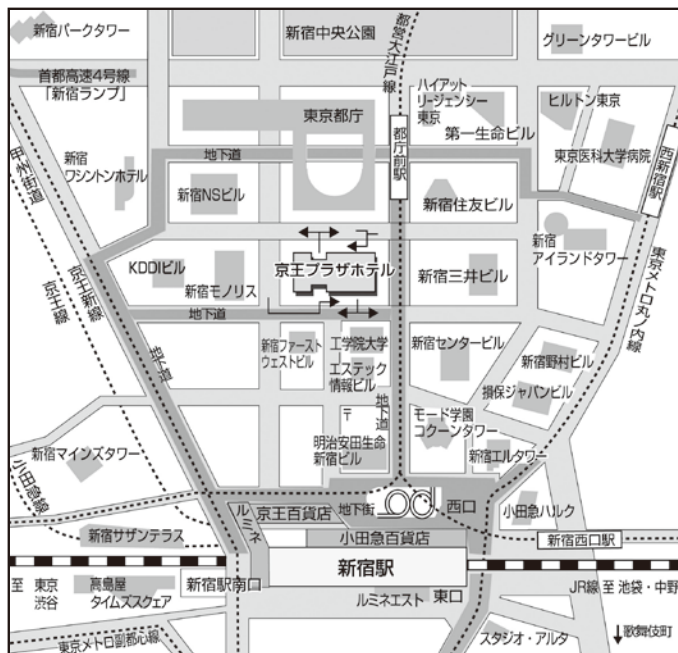 新宿パークタワー
新宿中央公園
都営大江戸線
グリーンタワービル
首都高速4号線
「新宿ランプ」
ハイアット
リージェンシー
東京
ヒルトン東京
東京都庁
第一生命ビル
都庁前駅
西新宿駅
甲州街道
新宿
ワシントンホテル
地下道
東京医科大学病院
新宿NSビル
新宿住友ビル
新宿
アイランドタワー
東京メトロ丸ノ内線
KDDIビル
京王プラザホテル
新宿三井ビル
新宿モノリス
京王新線
京王線
地下道
地下道
新宿ファースト
ウェストビル
工学院大学
エステック
情報ビル
新宿センタービル
新宿野村ビル
損保ジャパンビル
地下道
〒
モード学園
コクーンタワー
明治安田生命
新宿ビル
新宿エルタワー
新宿マインズタワー
小田急線
ルミネ
京王百貨店
地下街
西口
小田急ハルク
新宿サザンテラス
小田急百貨店
新宿西口駅
新宿駅
至 東京
渋谷
高島屋
タイムズスクェア
新宿駅南口
JR線 至 池袋・中野
ルミネエスト
東口
東京メトロ副都心線
スタジオ・アルタ
↓歌舞伎町